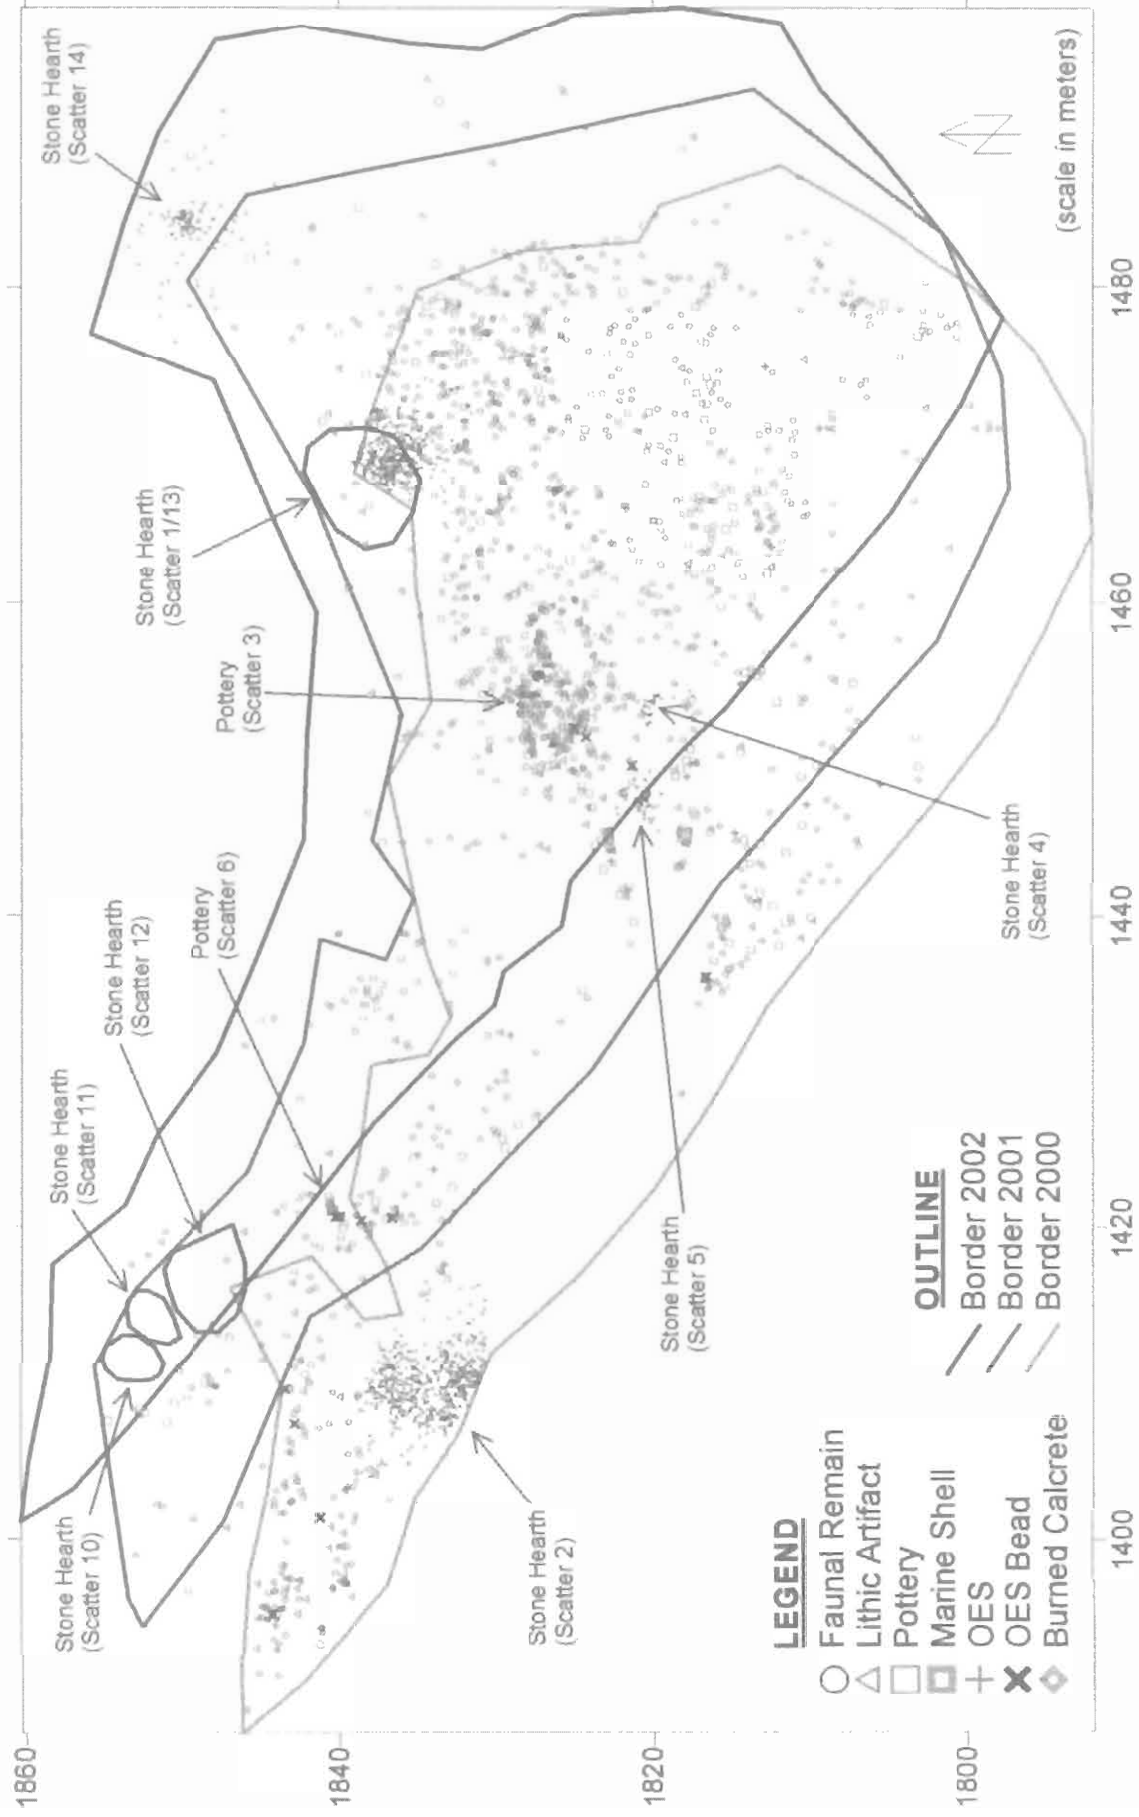 Stone Hearth
(Scatter 10)
Stone Hearth
(Scatter 11)
Stone Hearth
(Scatter 12)
Pottery
(Scatter 6)
Pottery
(Scatter 3)
Stone Hearth
(Scatter 1/13)
Stone Hearth
(Scatter 14)
Stone Hearth
(Scatter 2)
Stone Hearth
(Scatter 5)
Stone Hearth
(Scatter 4)
1860
1840
1820
1800
LEGEND
Faunal Remain
Lithic Artifact
Pottery
Marine Shell
OES
OES Bead
Burned Calcrete
OUTLINE
Border 2002
Border 2001
Border 2000
N
(scale in meters)
1400
1420
1440
1460
1480